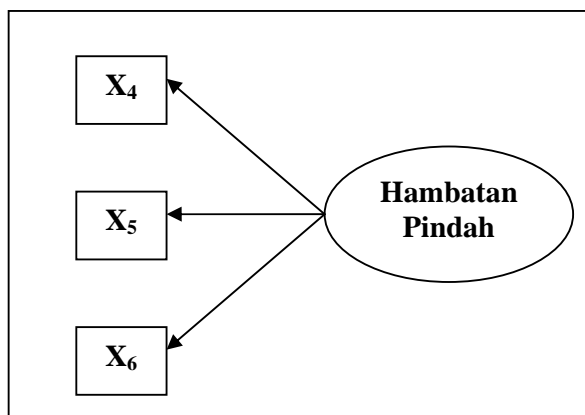 X₄
X₅
X₆
Hambatan
Pindah